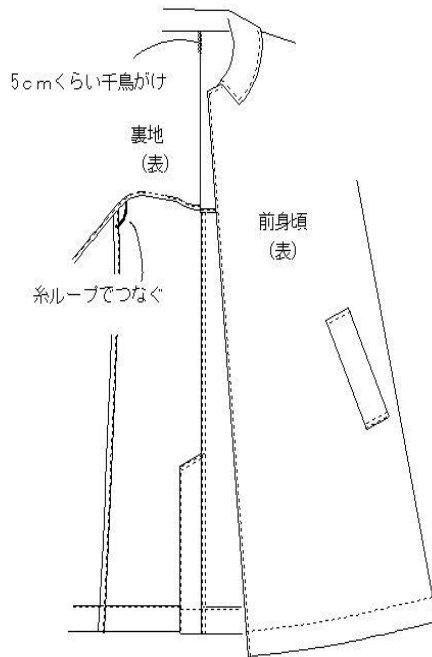 5cmくらい千鳥がけ
裏地
(表)
前身頃
(表)
糸ループでつなぐ